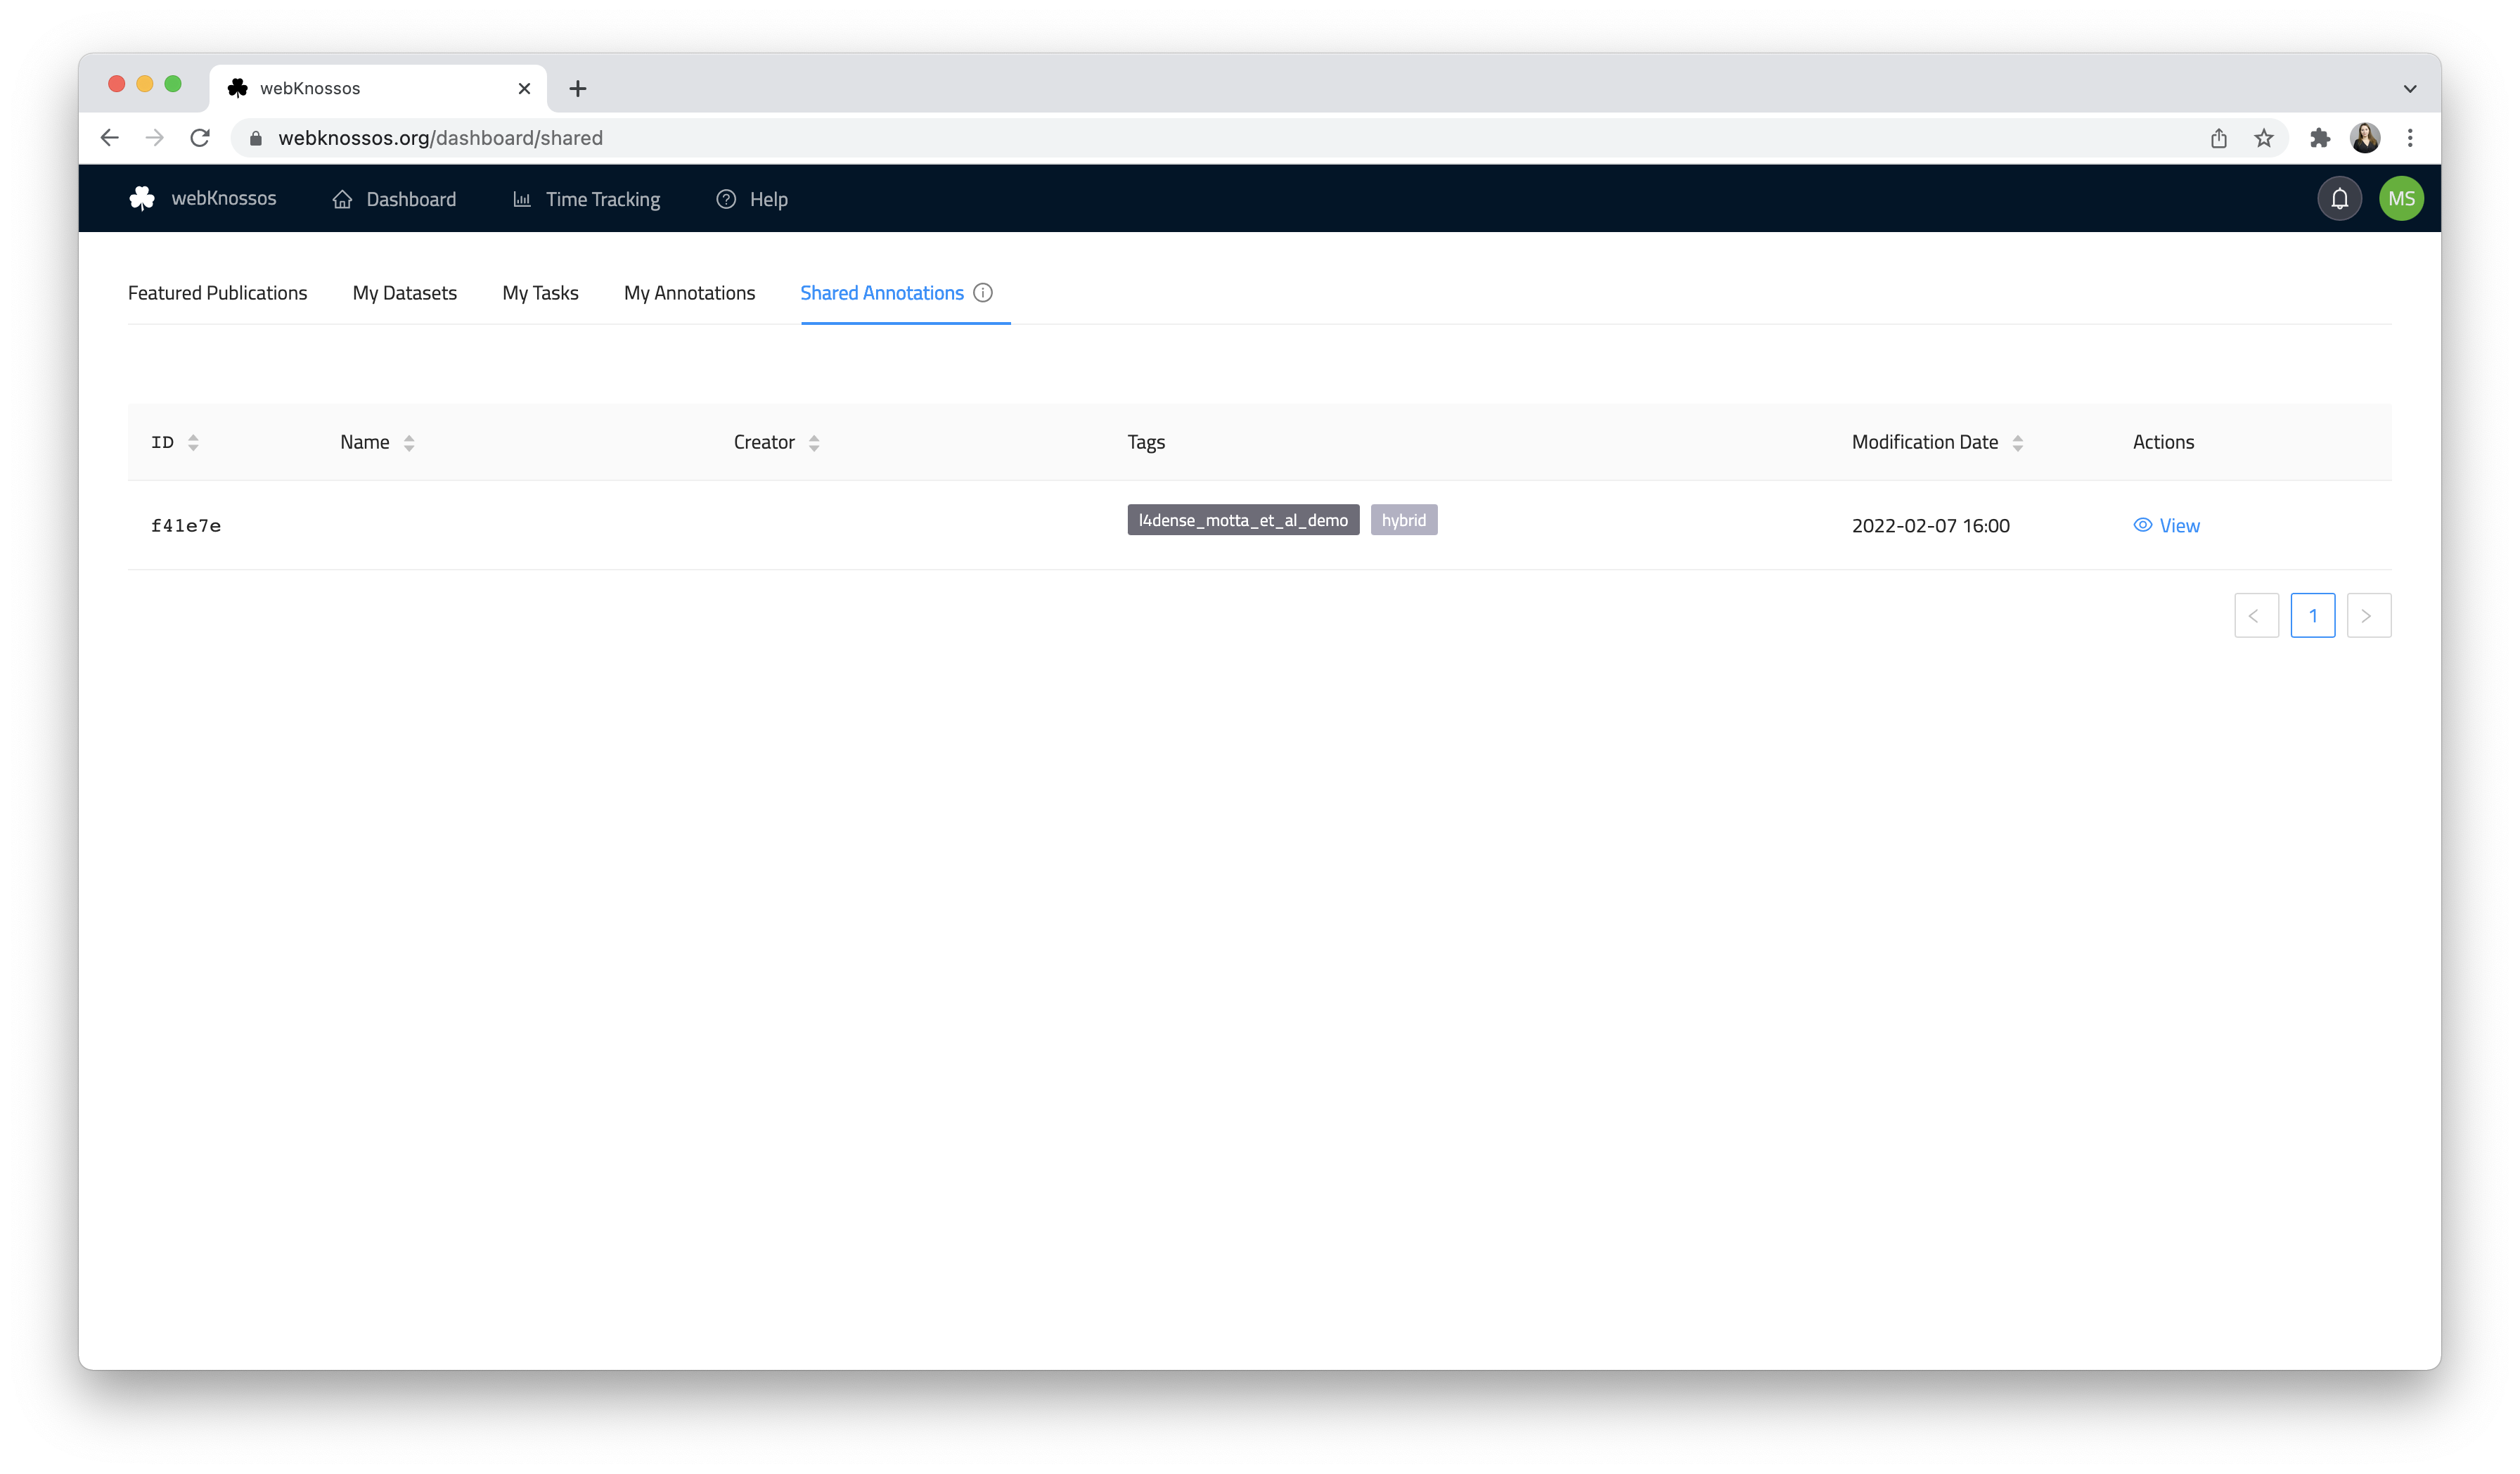 webKnossos
webknossos.org/dashboard/shared
webKnossos Dashboard Time Tracking Help MS
Featured Publications My Datasets My Tasks My Annotations Shared Annotations
ID Name Creator Tags Modification Date Actions
f41e7e l4dense_motta_et_al_demo hybrid 2022-02-07 16:00 View
1